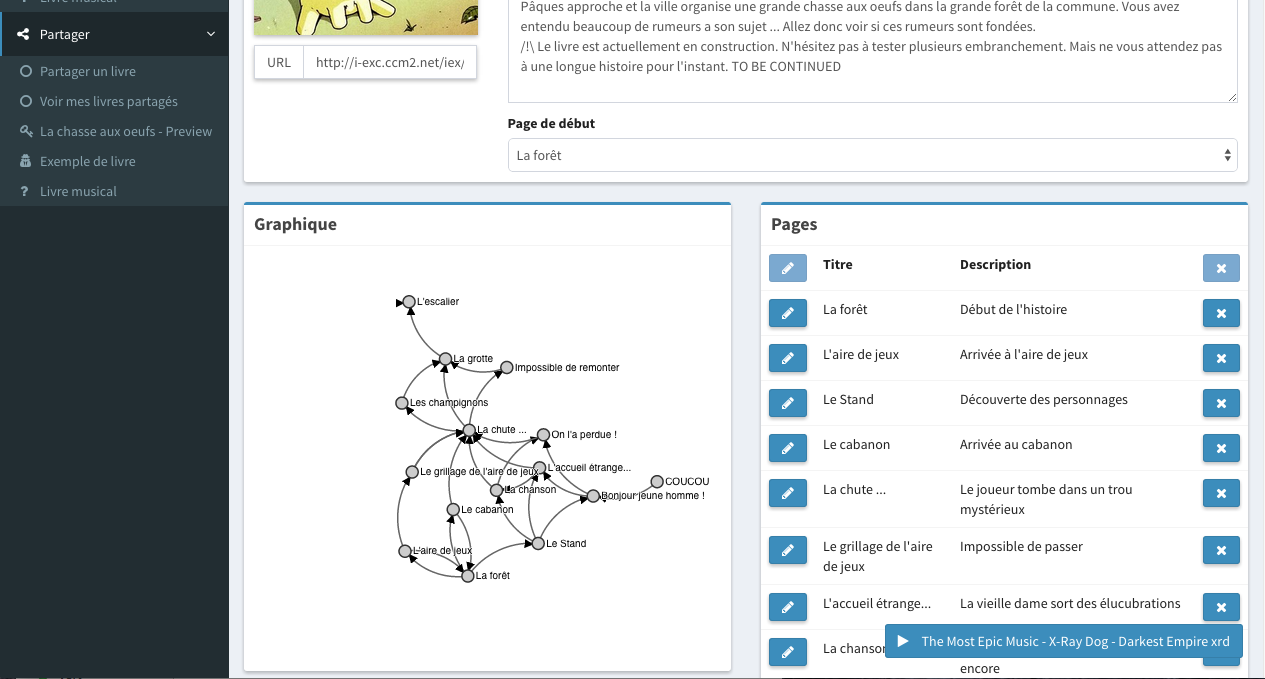 Livre musical
Partager
Partager un livre
Voir mes livres partagés
La chasse aux oeufs - Preview
Exemple de livre
Livre musical
URL
http://i-exc.ccm2.net/iex/
Pâques approche et la ville organise une grande chasse aux oeufs dans la grande forêt de la commune. Vous avez
entendu beaucoup de rumeurs a son sujet ... Allez donc voir si ces rumeurs sont fondées.
/!\ Le livre est actuellement en construction. N'hésitez pas à tester plusieurs embranchement. Mais ne vous attendez pas
à une longue histoire pour l'instant. TO BE CONTINUED
Page de début
La forêt
Graphique
L'escalier
La grotte
Impossible de remonter
Les champignons
La chute ...
On l'a perdue !
Le grillage de l'aire de jeux
L'accueil étrange...
COUCOU
La chanson
Bonjour jeune homme !
Le cabanon
Le Stand
L'aire de jeux
La forêt
Pages
Titre
Description
La forêt
Début de l'histoire
L'aire de jeux
Arrivée à l'aire de jeux
Le Stand
Découverte des personnages
Le cabanon
Arrivée au cabanon
La chute ...
Le joueur tombe dans un trou
mystérieux
Le grillage de l'aire
de jeux
Impossible de passer
L'accueil étrange...
La vieille dame sort des élucubrations
La chanson
The Most Epic Music - X-Ray Dog - Darkest Empire xrd
encore